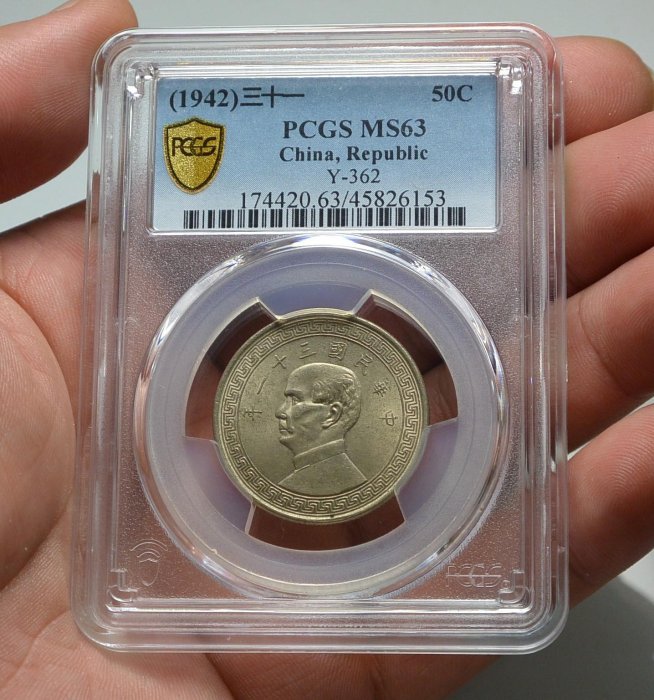 (1942)三十一 50C
PCGS MS63
PCGS
China, Republic
Y-362
174420.63/45826153
年一十三國民華中
PCGS